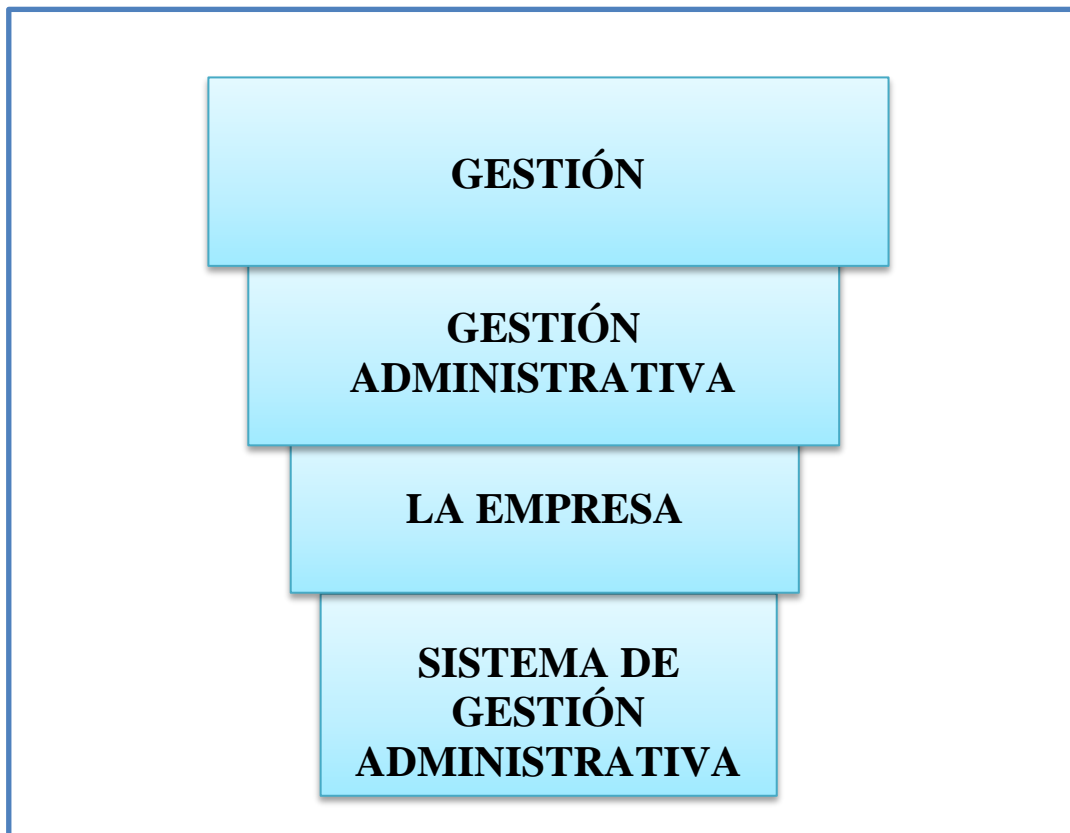 GESTIÓN
GESTIÓN
ADMINISTRATIVA
LA EMPRESA
SISTEMA DE
GESTIÓN
ADMINISTRATIVA